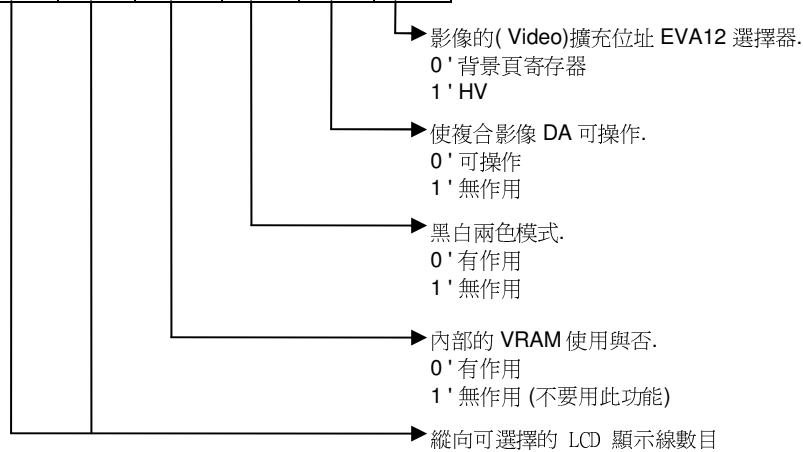 影像的( Video)擴充位址 EVA12 選擇器.
0 ' 背景頁寄存器
1 ' HV
使複合影像 DA 可操作.
0 ' 可操作
1 ' 無作用
黑白兩色模式.
0 ' 有作用
1 ' 無作用
內部的 VRAM 使用與否.
0 ' 有作用
1 ' 無作用 (不要用此功能)
縱向可選擇的 LCD 顯示線數目